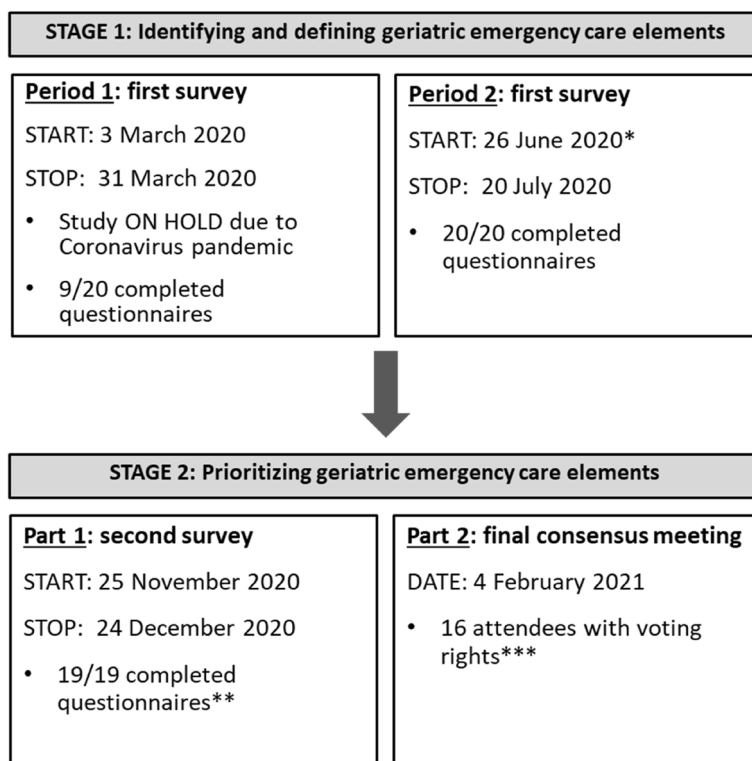 STAGE 1: Identifying and defining geriatric emergency care elements
Period 1: first survey
START: 3 March 2020
STOP: 31 March 2020
• Study ON HOLD due to
Coronavirus pandemic
• 9/20 completed
questionnaires
Period 2: first survey
START: 26 June 2020*
STOP: 20 July 2020
• 20/20 completed
questionnaires
STAGE 2: Prioritizing geriatric emergency care elements
Part 1: second survey
START: 25 November 2020
STOP: 24 December 2020
• 19/19 completed
questionnaires**
Part 2: final consensus meeting
DATE: 4 February 2021
• 16 attendees with voting
rights***